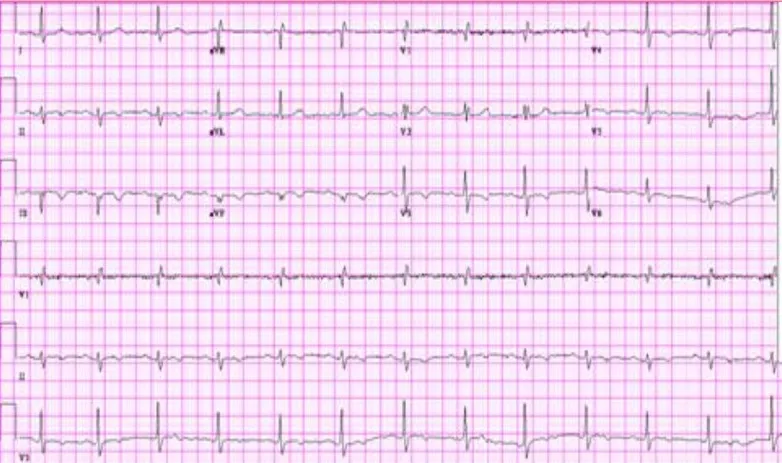 I aVR V1 V4
II aVL V2 V5
III aVF V3 V6
V1
II
V5